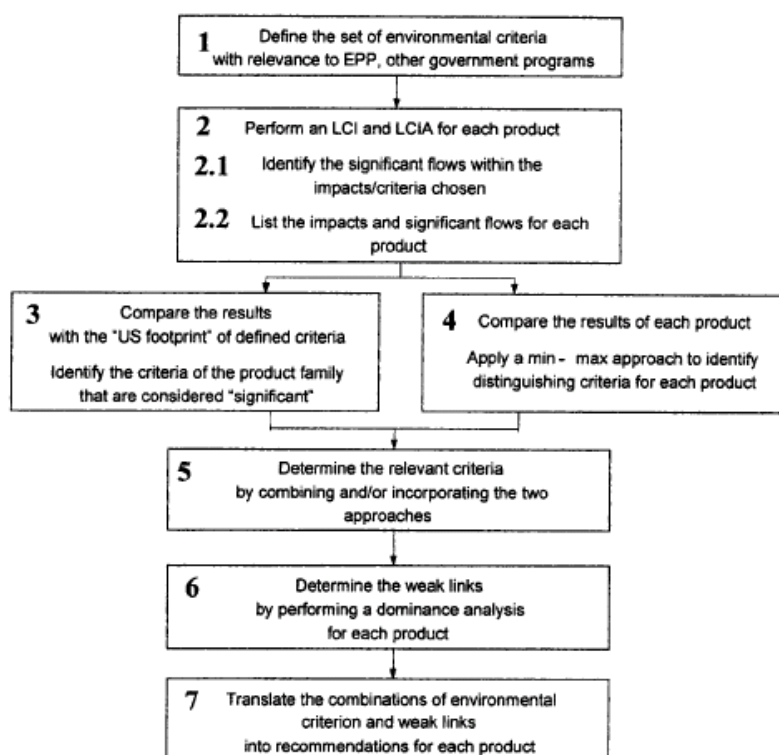 1 Define the set of environmental criteria
with relevance to EPP, other government programs
2 Perform an LCI and LCIA for each product
2.1 Identify the significant flows within the
impacts/criteria chosen
2.2 List the impacts and significant flows for each
product
3 Compare the results
with the "US footprint" of defined criteria
Identify the criteria of the product family
that are considered "significant"
4 Compare the results of each product
Apply a min - max approach to identify
distinguishing criteria for each product
5 Determine the relevant criteria
by combining and/or incorporating the two
approaches
6 Determine the weak links
by performing a dominance analysis
for each product
7 Translate the combinations of environmental
criterion and weak links
into recommendations for each product